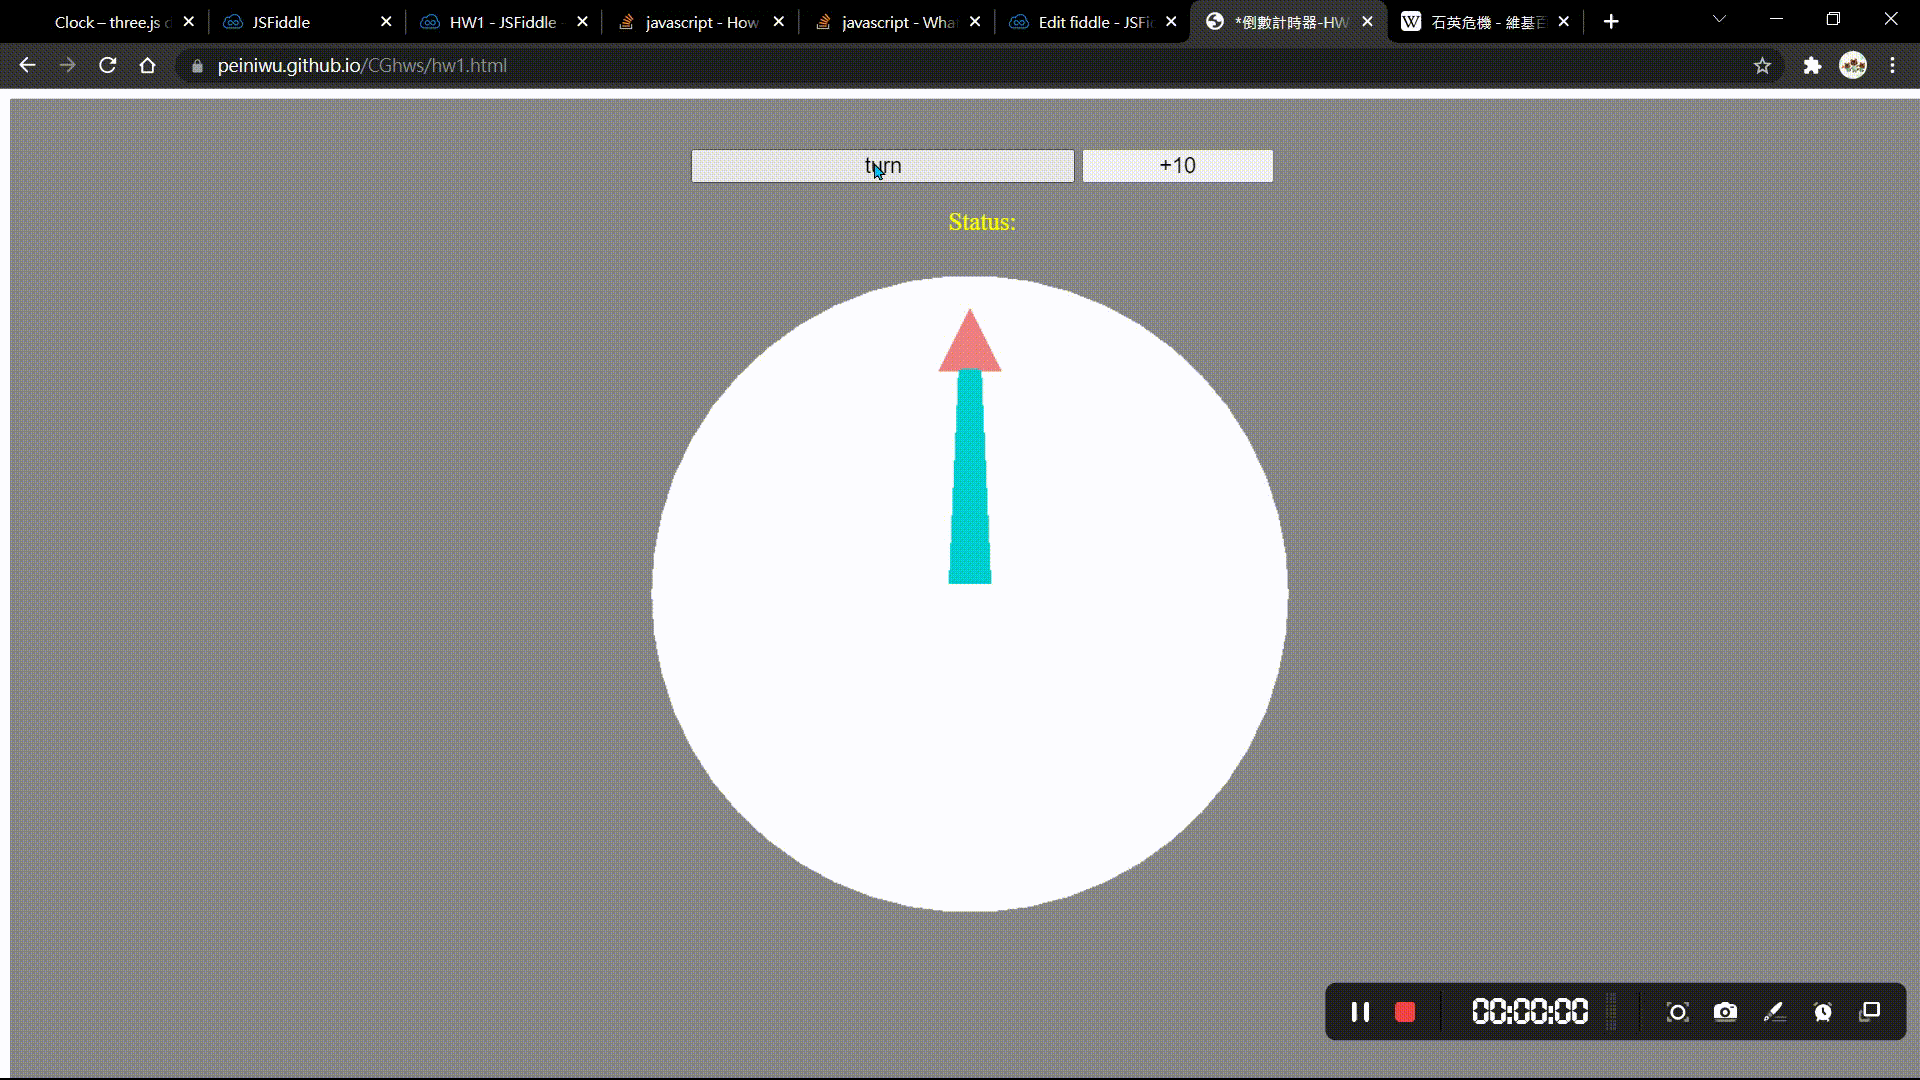 Clock – three.js d
JSFiddle
HW1 - JSFiddle -
javascript - How
javascript - Wha
Edit fiddle - JSFi
*倒數計時器-HW
石英危機 - 維基百
peiniwu.github.io/CGhws/hw1.html
turn
+10
Status:
00:00:00